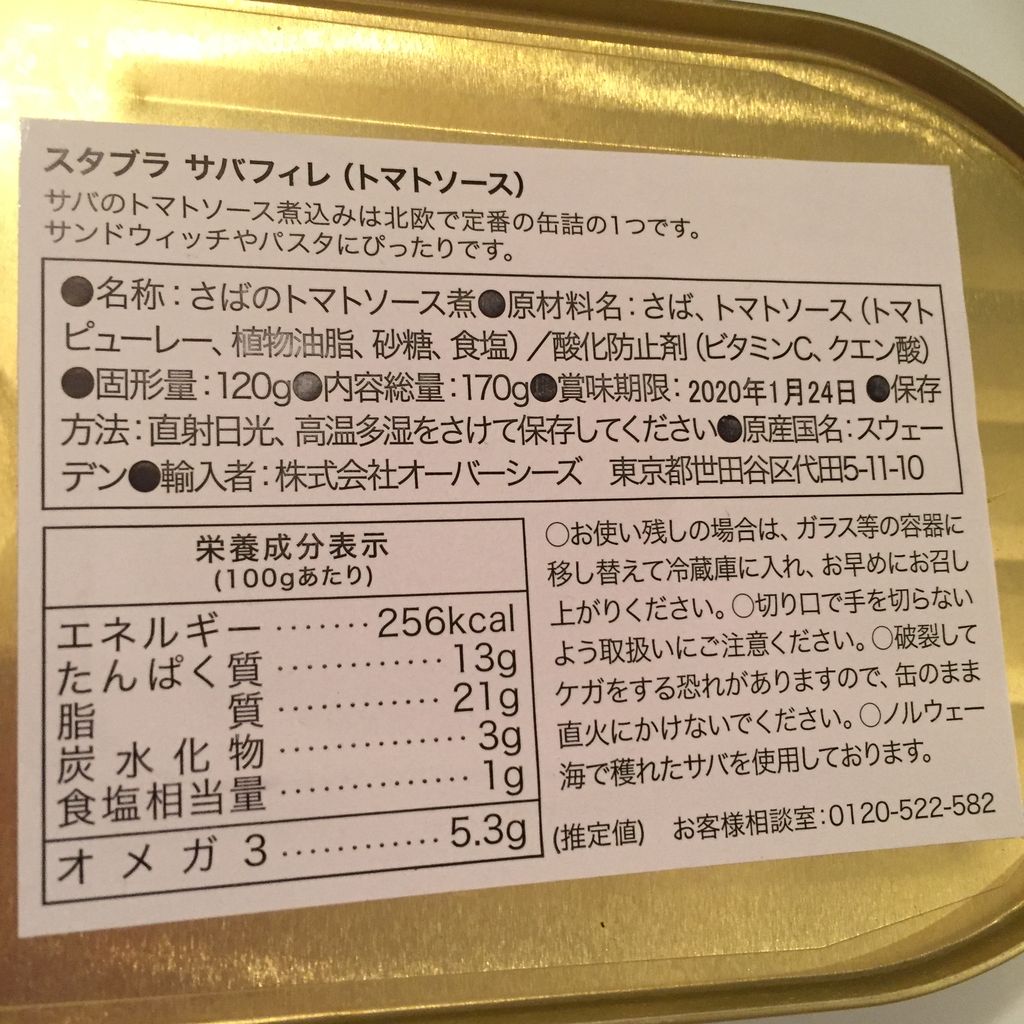 スタブラ サバフィレ（トマトソース）
サバのトマトソース煮込みは北欧で定番の缶詰の1つです。
サンドウィッチやパスタにぴったりです。
●名称：さばのトマトソース煮●原材料名：さば、トマトソース（トマト
ピューレー、植物油脂、砂糖、食塩）／酸化防止剤（ビタミンC、クエン酸）
●固形量：120g●内容総量：170g●賞味期限：2020年1月24日 ●保存
方法：直射日光、高温多湿をさけて保存してください●原産国名：スウェー
デン●輸入者：株式会社オーバーシーズ　東京都世田谷区代田5-11-10
栄養成分表示
（100gあたり）
エネルギー ······· 256kcal
たんぱく質 ············ 13g
脂質 ············ 21g
炭水化物 ·············· 3g
食塩相当量 ·············· 1g
オメガ3 ············ 5.3g
○お使い残しの場合は、ガラス等の容器に
移し替えて冷蔵庫に入れ、お早めにお召し
上がりください。○切り口で手を切らない
よう取扱いにご注意ください。○破裂して
ケガをする恐れがありますので、缶のまま
直火にかけないでください。○ノルウェー
海で穫れたサバを使用しております。
（推定値）　お客様相談室：0120-522-582